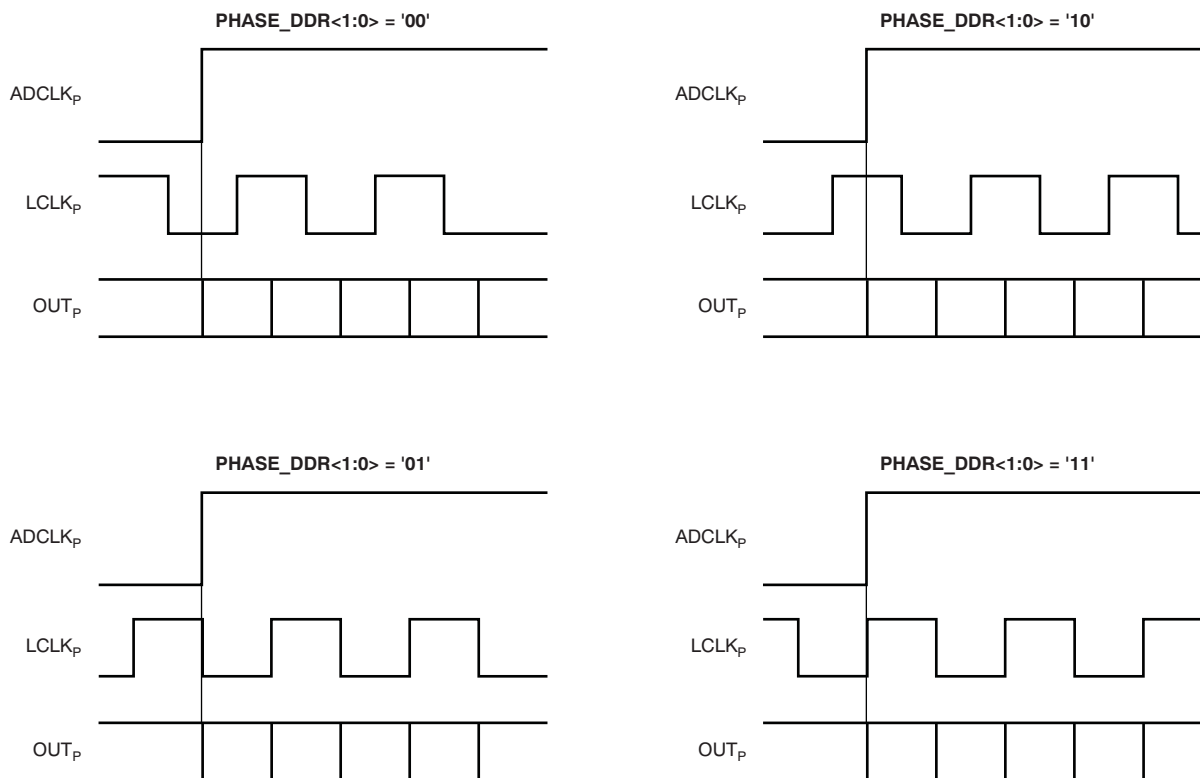 PHASE_DDR<1:0> = '00'
ADCLKP
LCLKP
OUTP
PHASE_DDR<1:0> = '10'
ADCLKP
LCLKP
OUTP
PHASE_DDR<1:0> = '01'
ADCLKP
LCLKP
OUTP
PHASE_DDR<1:0> = '11'
ADCLKP
LCLKP
OUTP